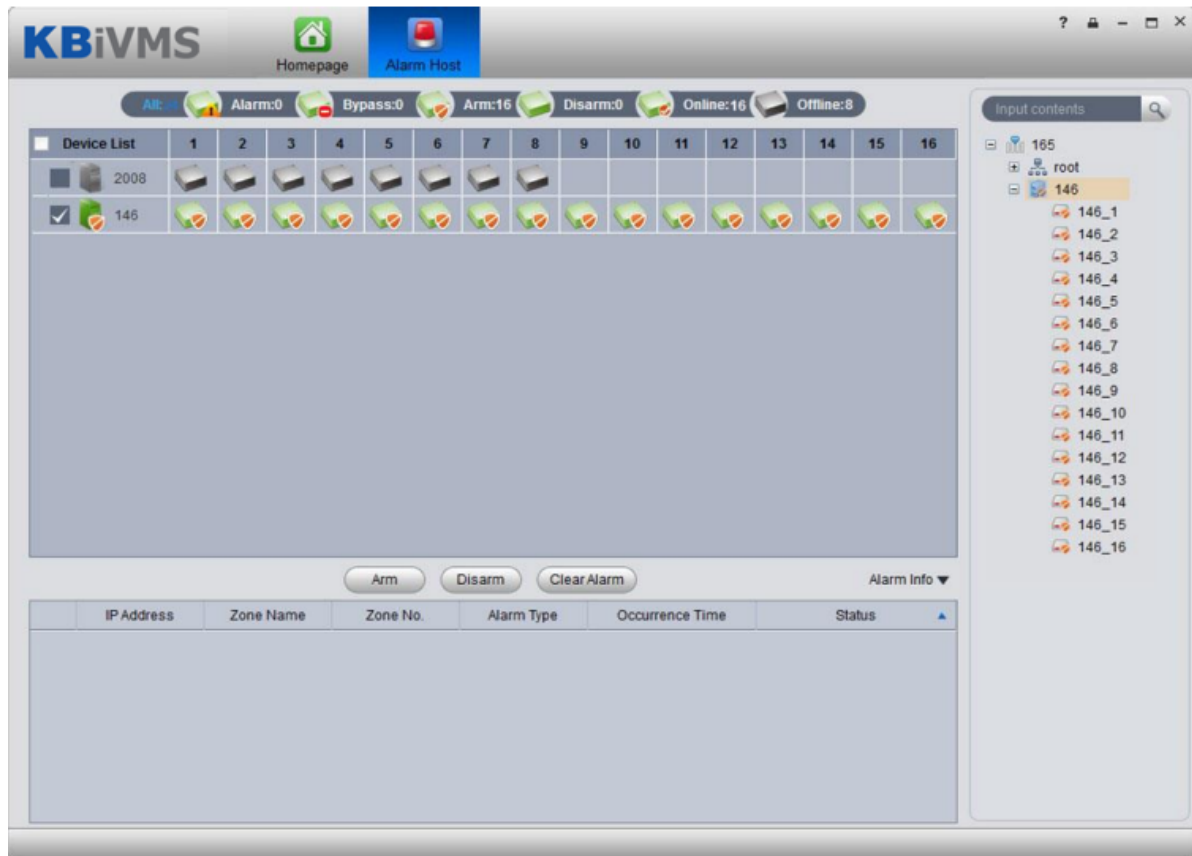 KBiVMS
Homepage
Alarm Host
?
All:
Alarm:0
Bypass:0
Arm:16
Disarm:0
Online:16
Offline:8
Input contents
Device List 1 2 3 4 5 6 7 8 9 10 11 12 13 14 15 16
2008
146
165
root
146
146_1
146_2
146_3
146_4
146_5
146_6
146_7
146_8
146_9
146_10
146_11
146_12
146_13
146_14
146_15
146_16
Arm Disarm Clear Alarm Alarm Info
IP Address Zone Name Zone No. Alarm Type Occurrence Time Status